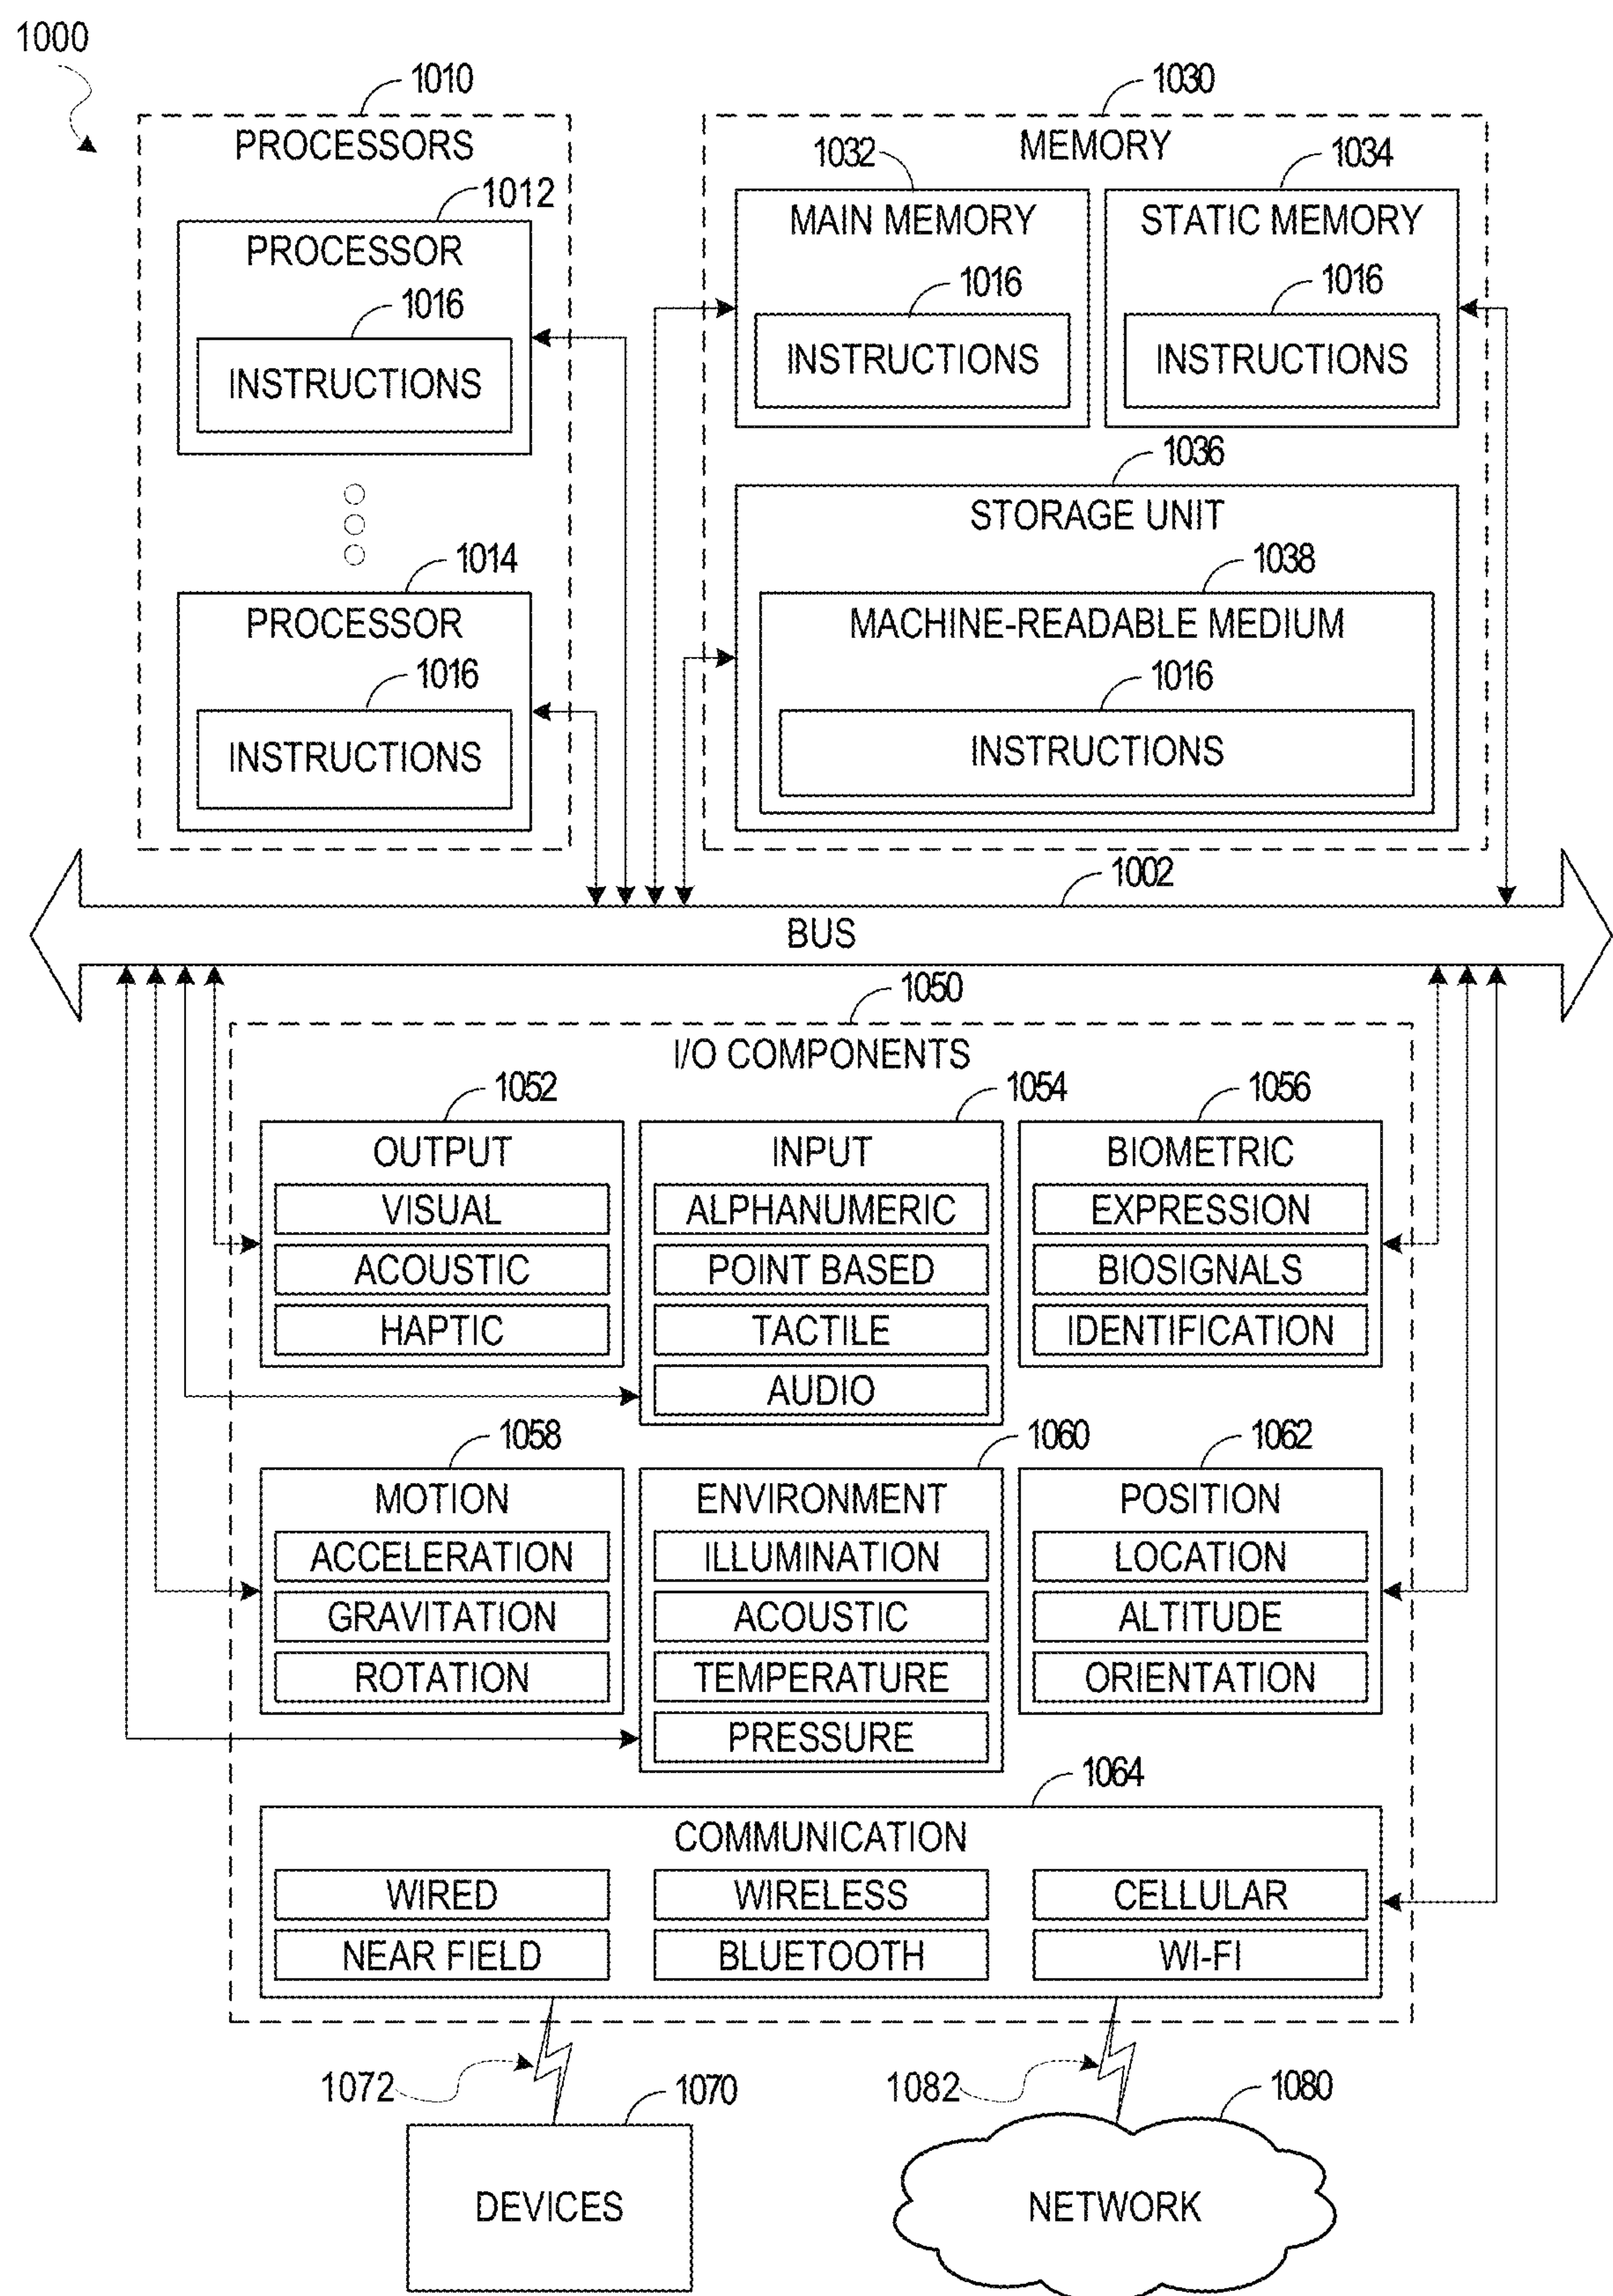 1000
1010
1030
PROCESSORS
MEMORY
1032
1034
1012
PROCESSOR
MAIN MEMORY
STATIC MEMORY
1016
1016
1016
INSTRUCTIONS
INSTRUCTIONS
INSTRUCTIONS
1036
STORAGE UNIT
1014
1038
PROCESSOR
MACHINE-READABLE MEDIUM
1016
1016
INSTRUCTIONS
INSTRUCTIONS
1002
BUS
1050
I/O COMPONENTS
1052
1054
1056
OUTPUT
INPUT
BIOMETRIC
VISUAL
ALPHANUMERIC
EXPRESSION
ACOUSTIC
POINT BASED
BIOSIGNALS
HAPTIC
TACTILE
IDENTIFICATION
AUDIO
1058
1060
1062
MOTION
ENVIRONMENT
POSITION
ACCELERATION
ILLUMINATION
LOCATION
GRAVITATION
ACOUSTIC
ALTITUDE
ROTATION
TEMPERATURE
ORIENTATION
PRESSURE
1064
COMMUNICATION
WIRED
WIRELESS
CELLULAR
NEAR FIELD
BLUETOOTH
WI-FI
1072
1070
1082
1080
DEVICES
NETWORK